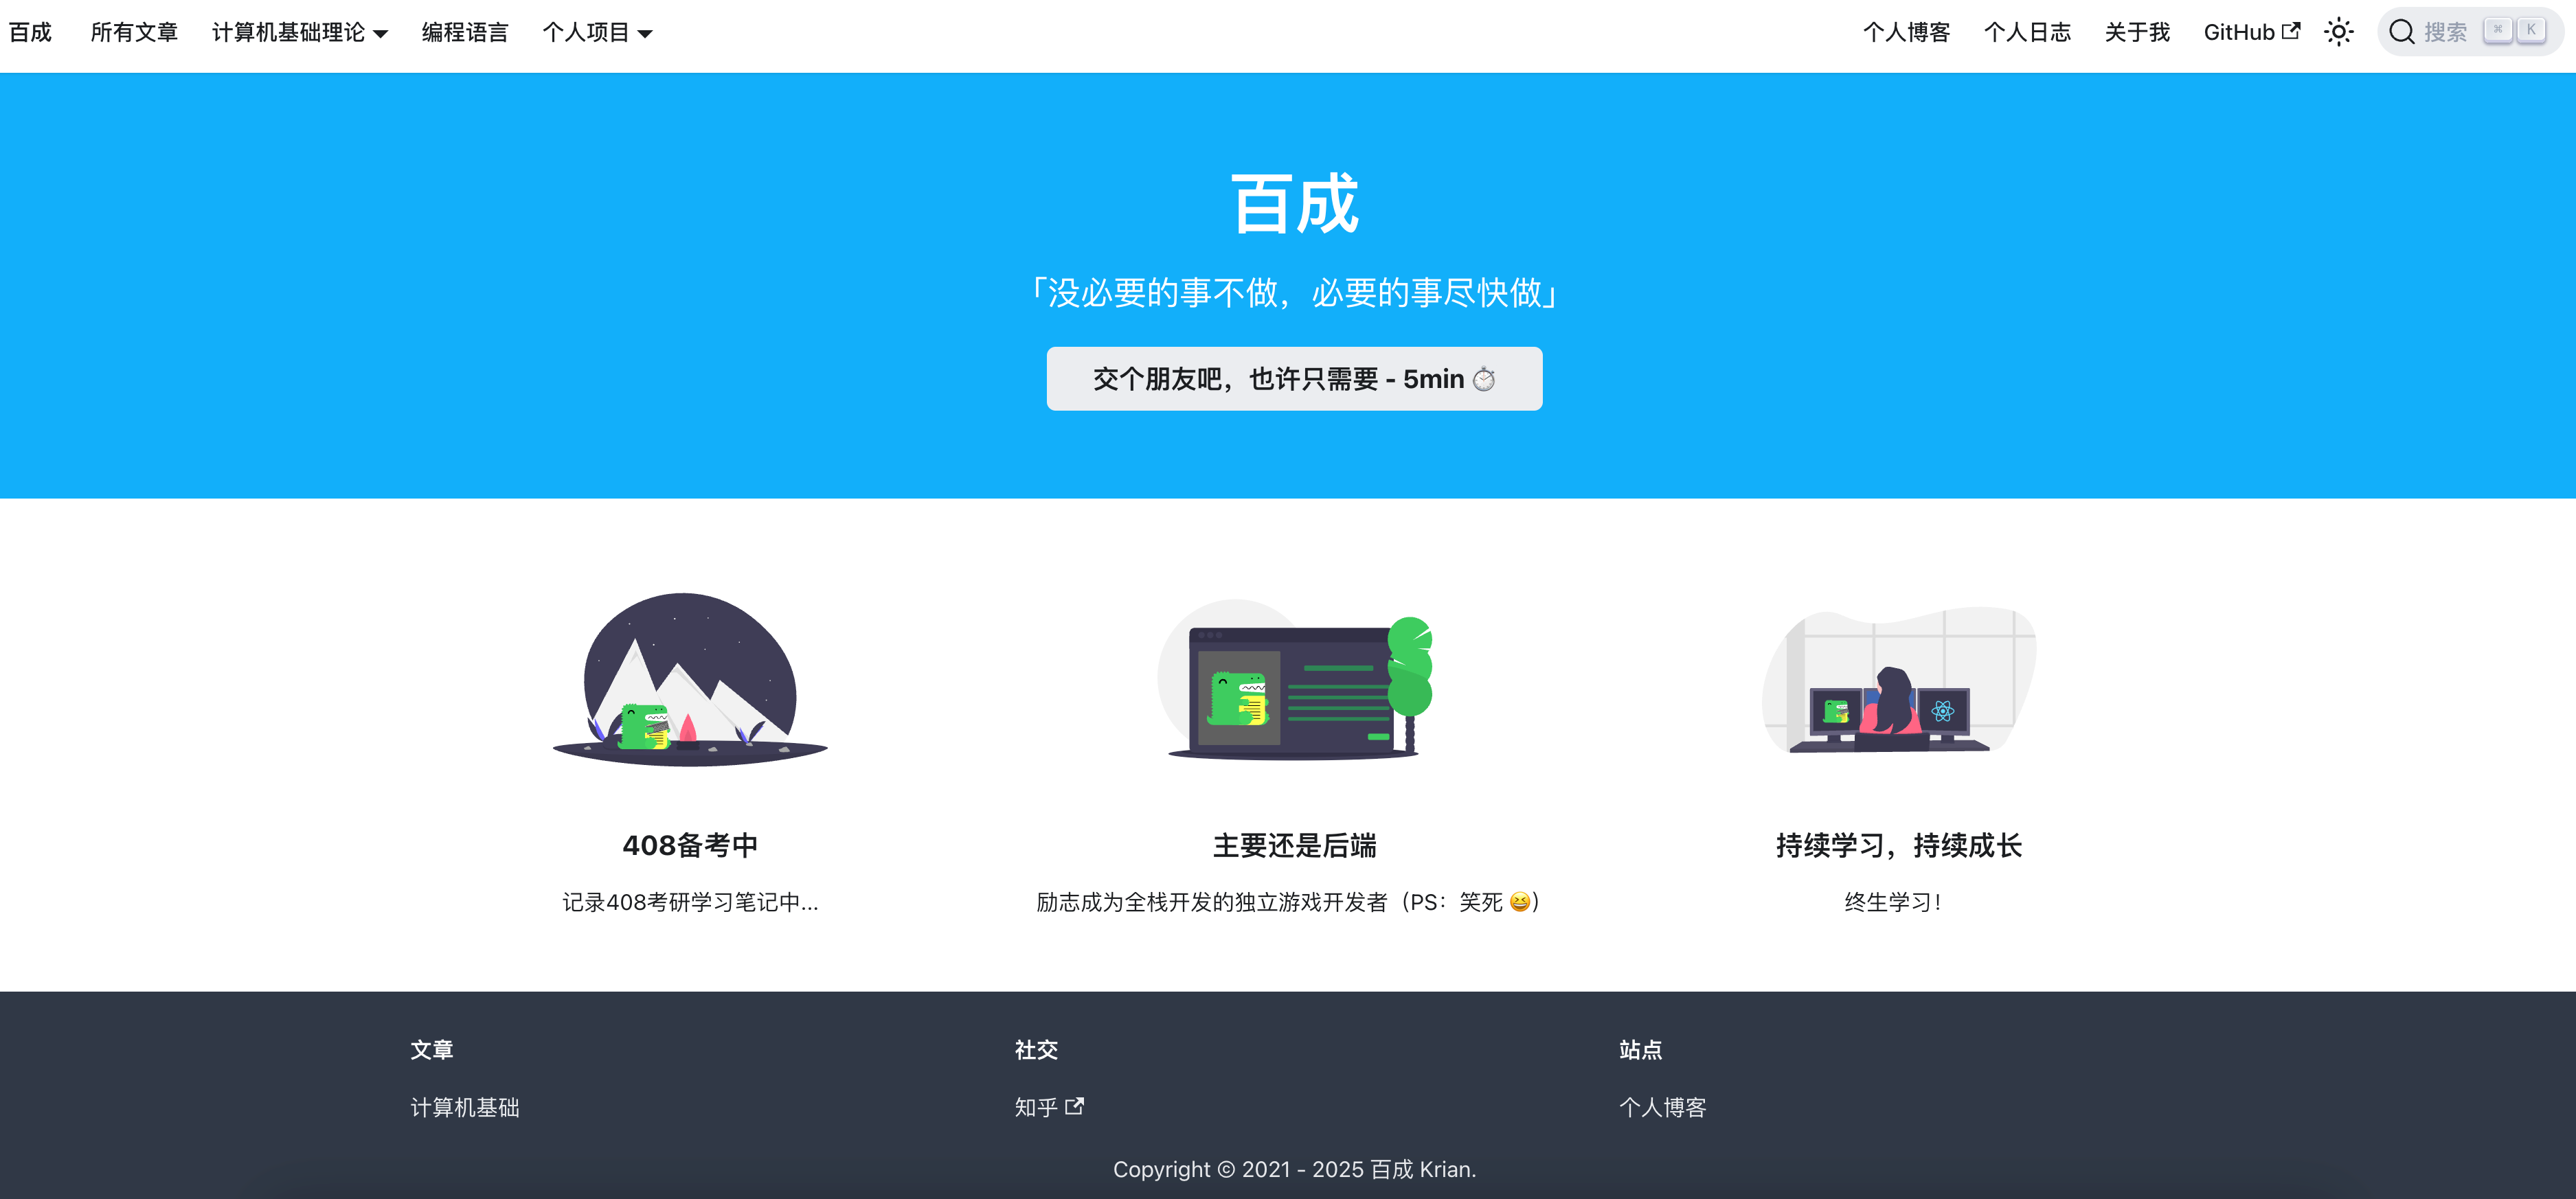 百成 所有文章 计算机基础理论 编程语言 个人项目 个人博客 个人日志 关于我 GitHub 搜索 ⌘ K
百成
「没必要的事不做，必要的事尽快做」
交个朋友吧，也许只需要 - 5min ⏱️
408备考中
记录408考研学习笔记中...
主要还是后端
励志成为全栈开发的独立游戏开发者（PS：笑死 😆）
持续学习，持续成长
终生学习！
文章
计算机基础
社交
知乎
站点
个人博客
Copyright © 2021 - 2025 百成 Krian.